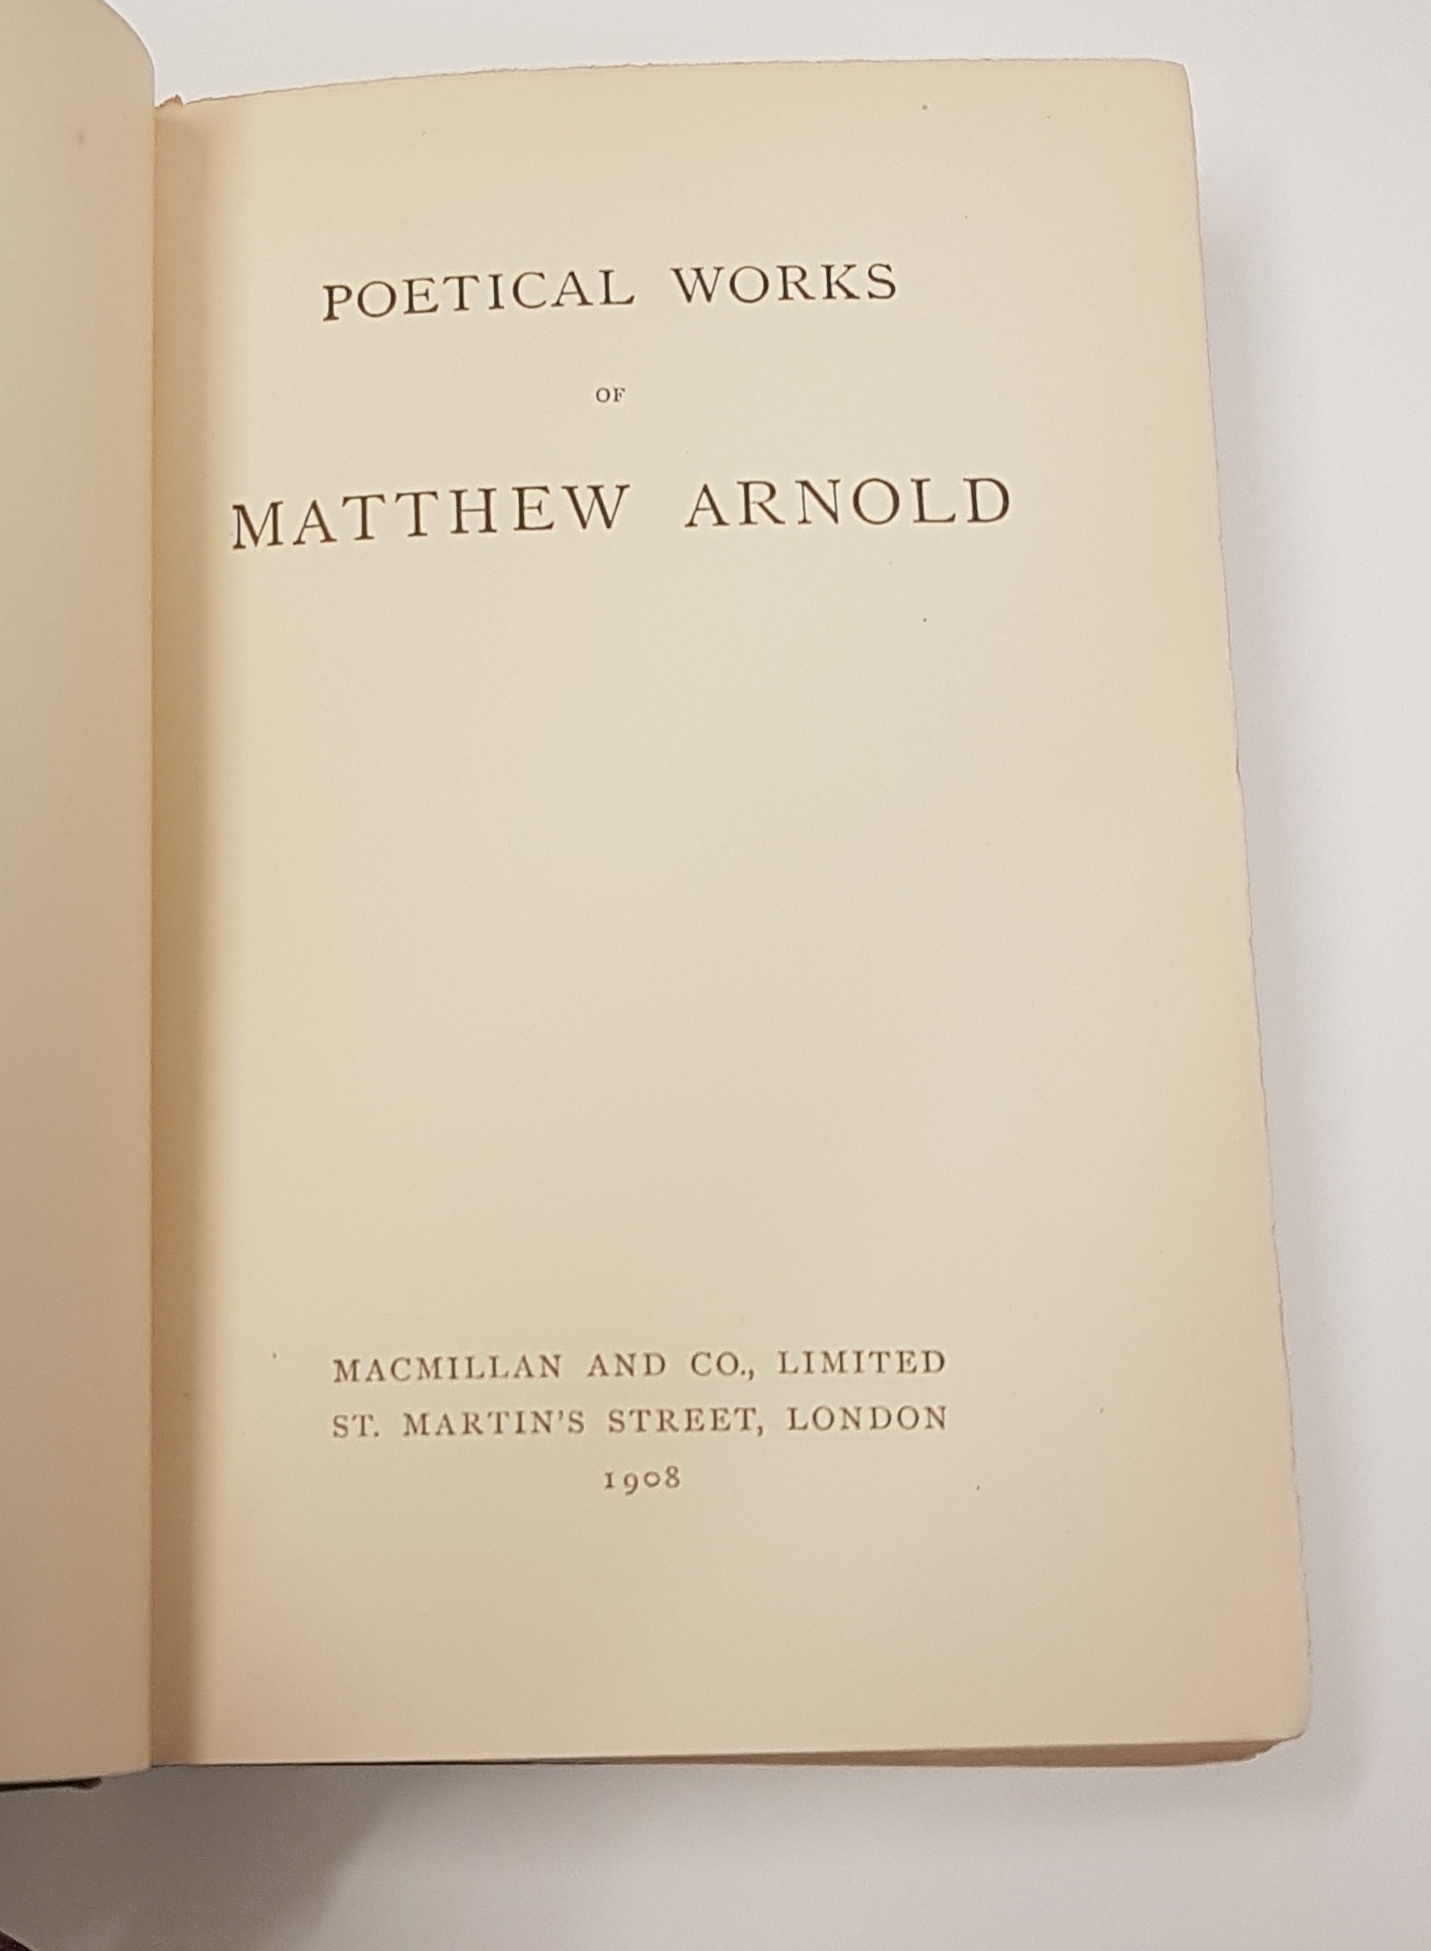 POETICAL WORKS
OF
MATTHEW ARNOLD
MACMILLAN AND CO., LIMITED
ST. MARTIN'S STREET, LONDON
1908